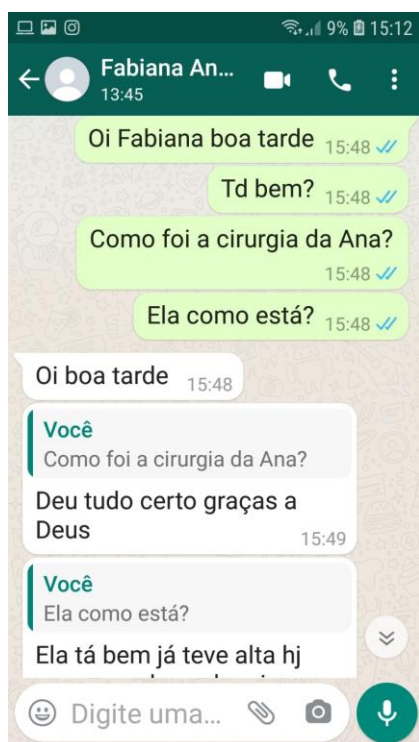 9% 15:12
Fabiana An...
13:45
Oi Fabiana boa tarde 15:48
Td bem? 15:48
Como foi a cirurgia da Ana?
15:48
Ela como está? 15:48
Oi boa tarde 15:48
Você
Como foi a cirurgia da Ana?
Deu tudo certo graças a
Deus 15:49
Você
Ela como está?
Ela tá bem já teve alta hj
Digite uma...